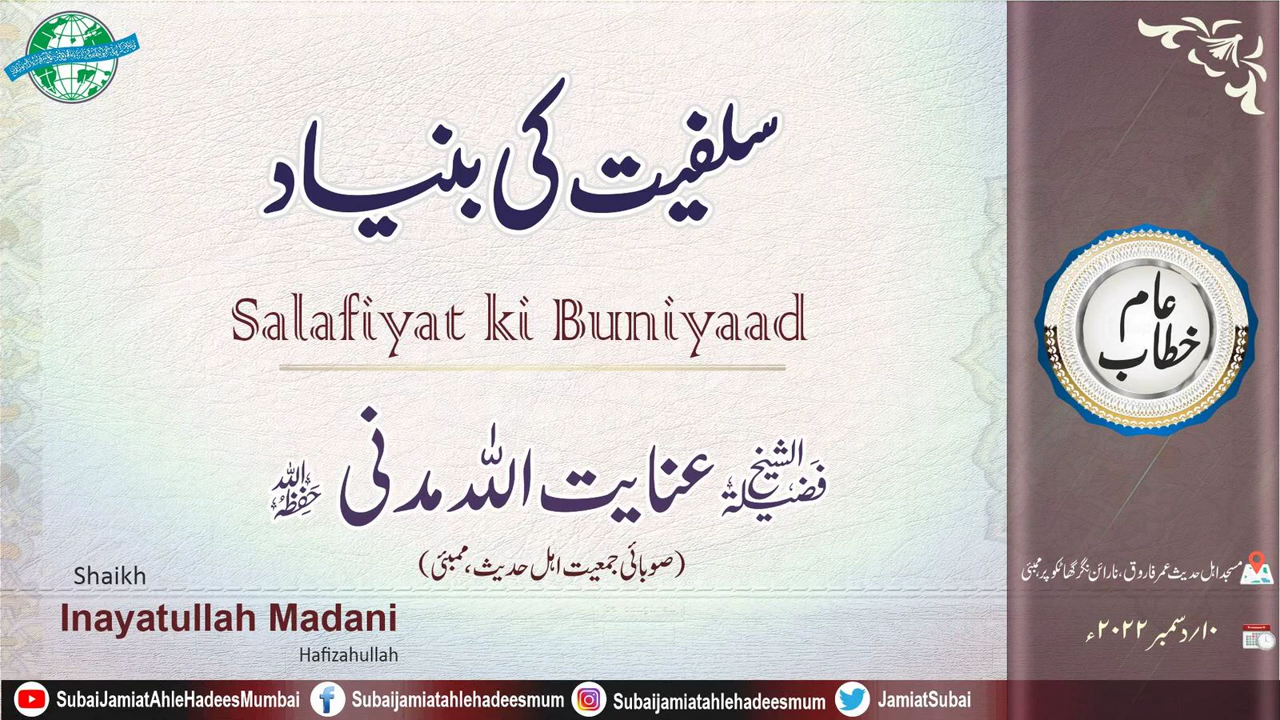 سلفیت کی بنیاد
Salafiyat ki Buniyaad
فضیلۃ الشیخ عنایت اللہ مدنی حفظہ اللہ
(صوبائی جمعیت اہل حدیث، ممبئی)
Shaikh
Inayatullah Madani
Hafizahullah
عام
خطاب
مسجد اہل حدیث عمر فاروق، نارائن نگر گھاٹکوپر ممبئی
۱۰/دسمبر ۲۰۲۲ء
SubaiJamiatAhleHadeesMumbai
Subaijamiatahlehadeesmum
Subaijamiatahlehadeesmum
JamiatSubai